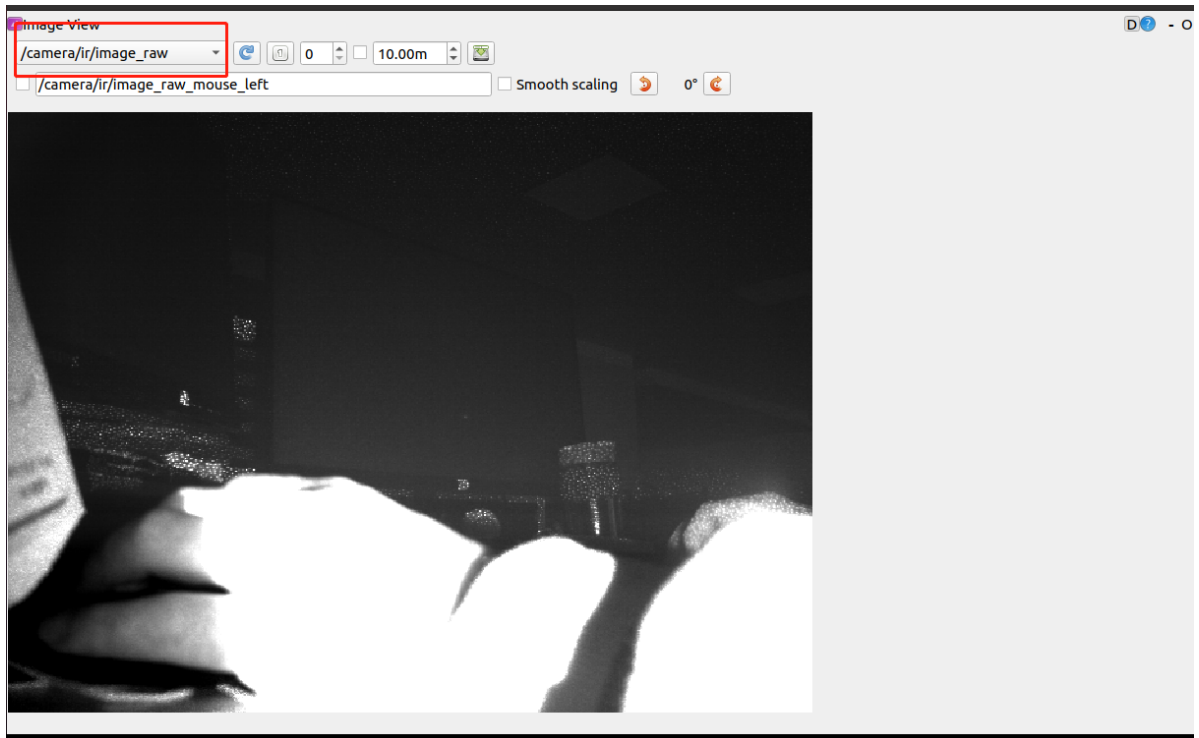 Image View
D ? - O
/camera/ir/image_raw
0
10.00m
/camera/ir/image_raw_mouse_left
Smooth scaling
0°